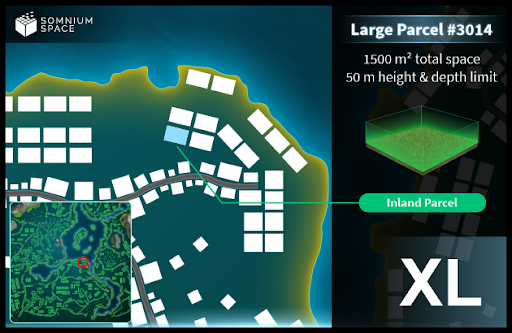 SOMNIUM
SPACE
Large Parcel #3014
1500 m² total space
50 m height & depth limit
Inland Parcel
XL